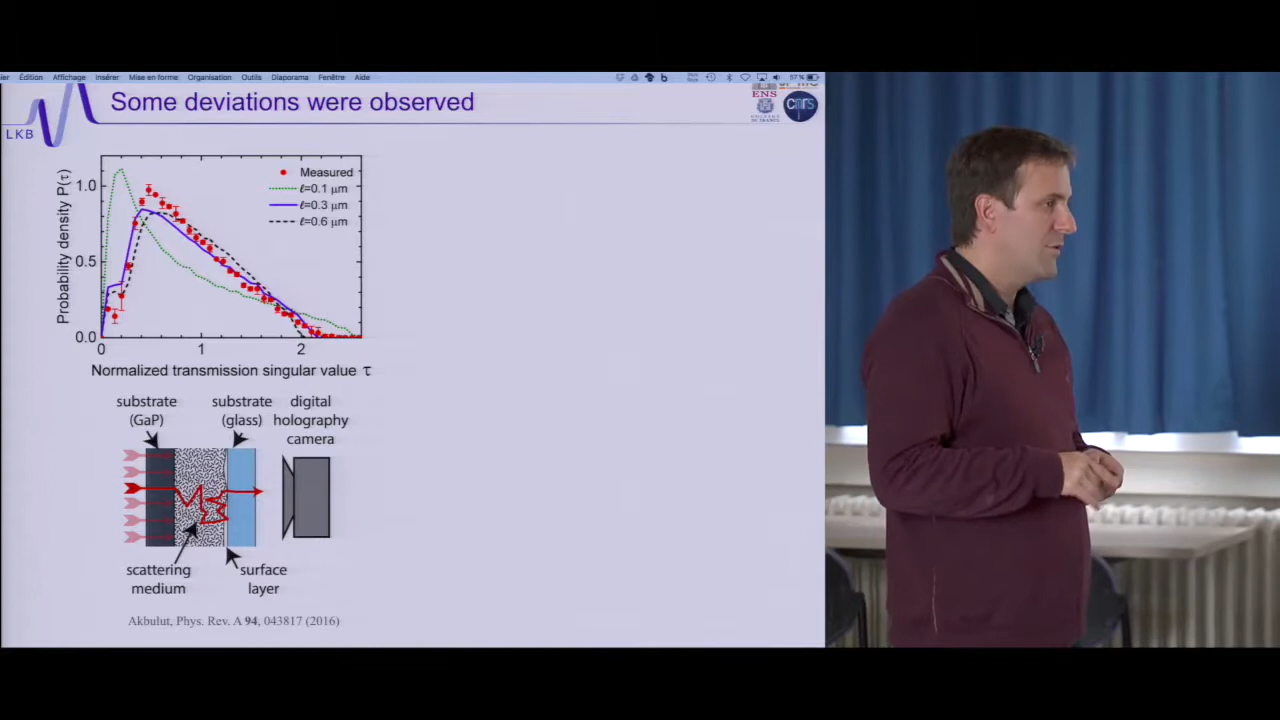 Édition Affichage Insérer Mise en forme Organisation Outils Diaporama Fenêtre Aide
57 %
Some deviations were observed
LKB
ENS
cnrs
Probability density P(τ)
1.0
0.5
0.0
0 1 2
Measured
ℓ=0.1 μm
ℓ=0.3 μm
ℓ=0.6 μm
Normalized transmission singular value τ
substrate
(GaP)
substrate
(glass)
digital
holography
camera
scattering
medium
surface
layer
Akbulut, Phys. Rev. A 94, 043817 (2016)